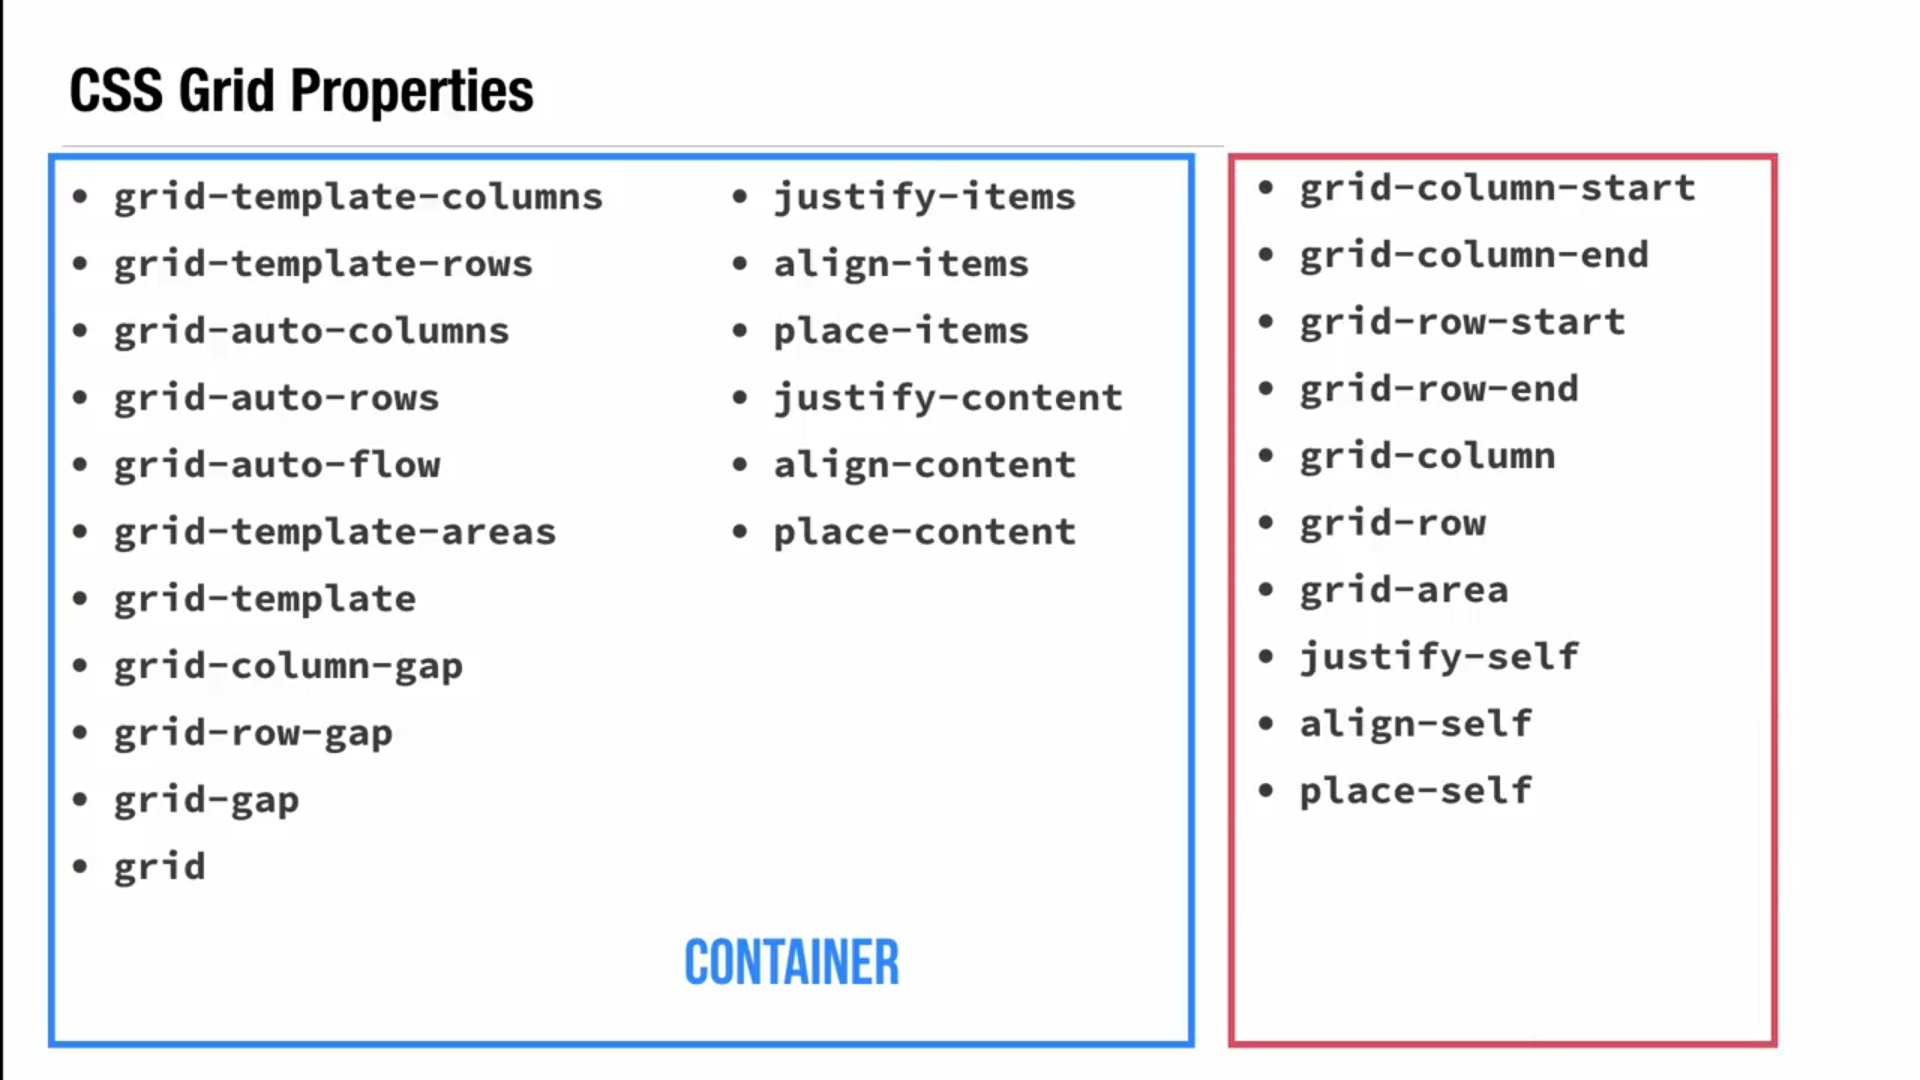 CSS Grid Properties
• grid-template-columns
• grid-template-rows
• grid-auto-columns
• grid-auto-rows
• grid-auto-flow
• grid-template-areas
• grid-template
• grid-column-gap
• grid-row-gap
• grid-gap
• grid
• justify-items
• align-items
• place-items
• justify-content
• align-content
• place-content
CONTAINER
• grid-column-start
• grid-column-end
• grid-row-start
• grid-row-end
• grid-column
• grid-row
• grid-area
• justify-self
• align-self
• place-self